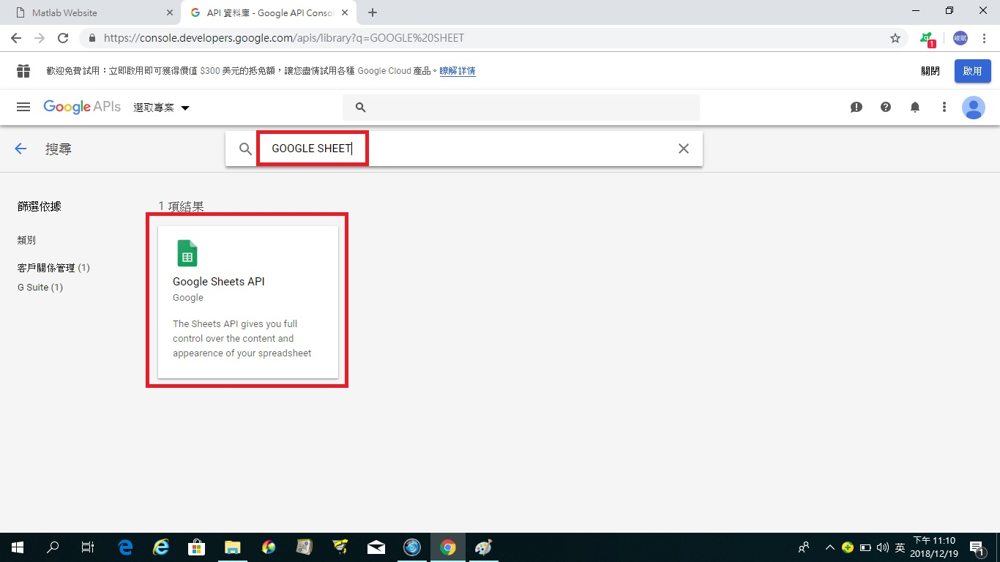 Matlab Website
API 資料庫 - Google API Consol
https://console.developers.google.com/apis/library?q=GOOGLE%20SHEET
1
峻賦
歡迎免費試用：立即啟用即可獲得價值 $300 美元的抵免額，讓您盡情試用各種 Google Cloud 產品。瞭解詳情
關閉
啟用
Google APIs
選取專案
搜尋
GOOGLE SHEET
篩選依據
1 項結果
類別
客戶關係管理 (1)
G Suite (1)
Google Sheets API
Google
The Sheets API gives you full
control over the content and
appearence of your spreadsheet
英
下午 11:10
2018/12/19
1